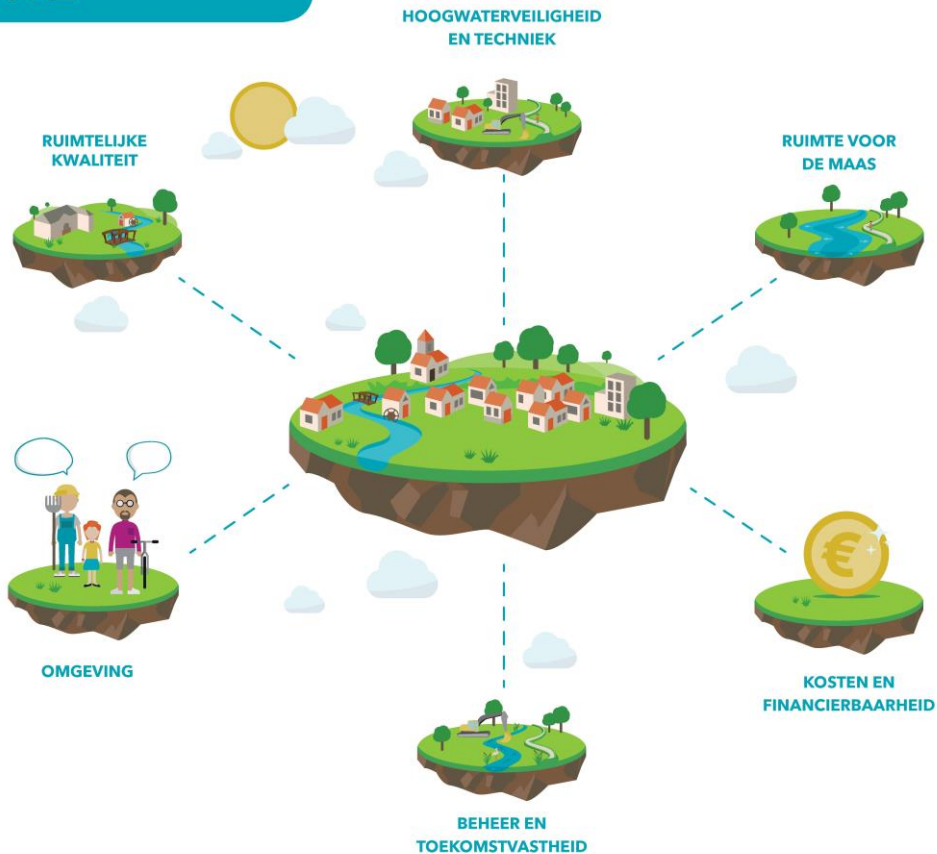 HOOGWATERVEILIGHEID
EN TECHNIEK
RUIMTELIJKE
KWALITEIT
RUIMTE VOOR
DE MAAS
€
OMGEVING
KOSTEN EN
FINANCIERBAARHEID
BEHEER EN
TOEKOMSTVASTHEID